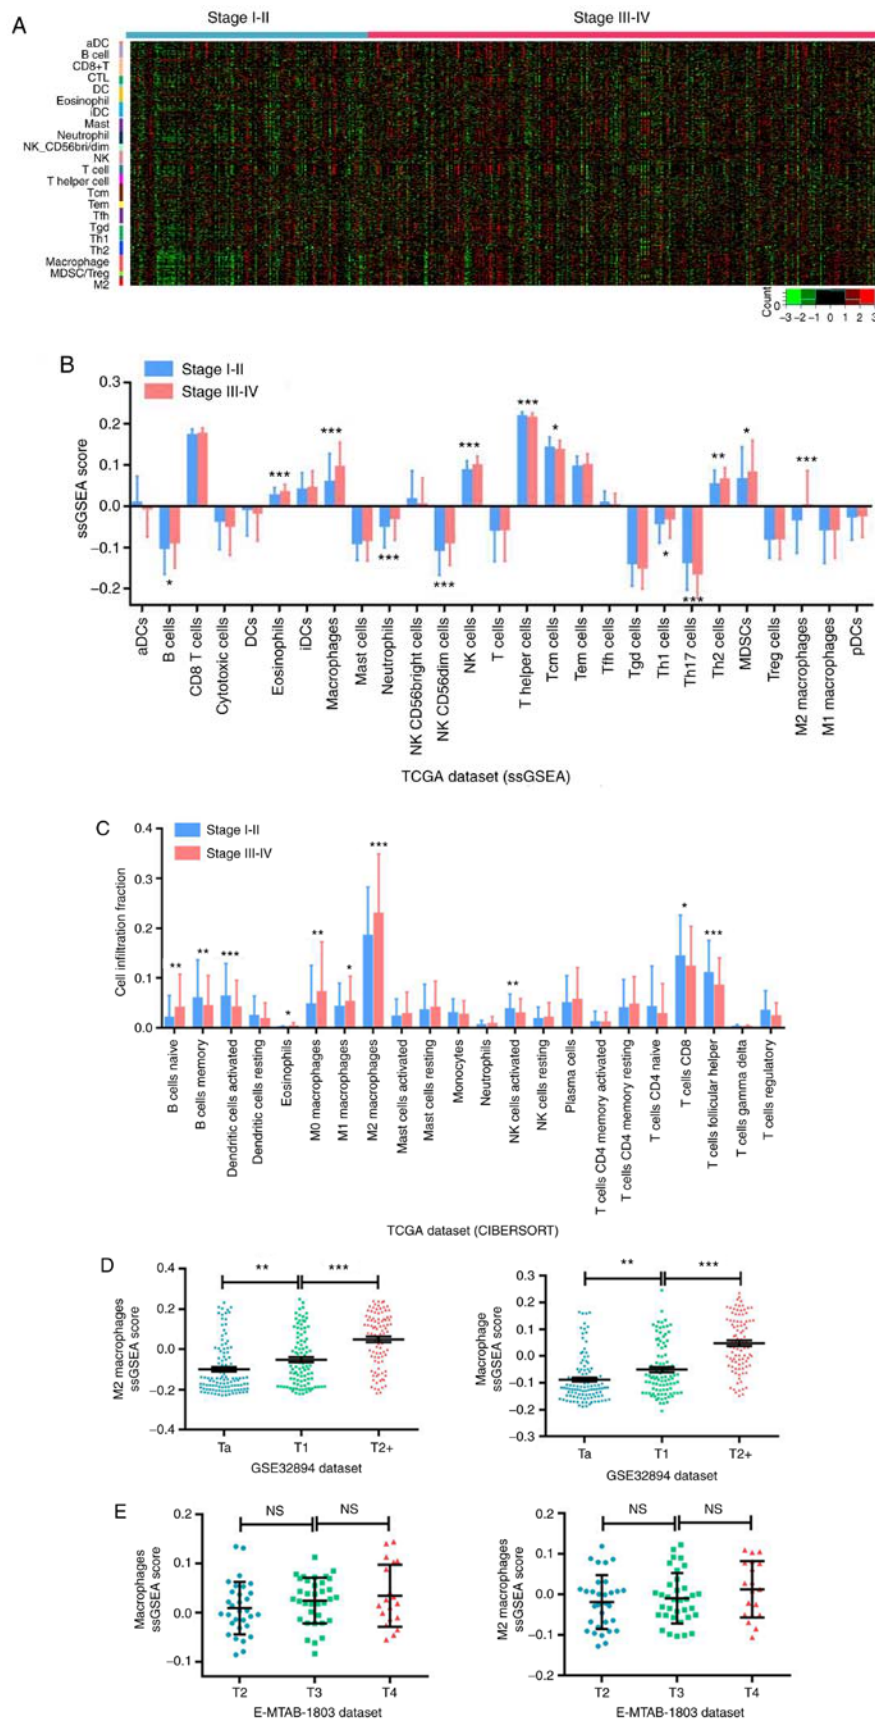 A
Stage I-II
Stage III-IV
aDC
B cell
CD8+T
CTL
DC
Eosinophil
iDC
Mast
Neutrophil
NK_CD56bri/dim
NK
T cell
T helper cell
Tcm
Tem
Tfh
Tgd
Th1
Th2
Macrophage
MDSC/Treg
M2
Count
−3 −2 −1 0 1 2 3
B
Stage I-II
Stage III-IV
ssGSEA score
0.3
0.2
0.1
0.0
−0.1
−0.2
*
***
***
***
***
***
***
*
*
***
**
*
***
aDCs
B cells
CD8 T cells
Cytotoxic cells
DCs
Eosinophils
iDCs
Macrophages
Mast cells
Neutrophils
NK CD56bright cells
NK CD56dim cells
NK cells
T cells
T helper cells
Tcm cells
Tem cells
Tfh cells
Tgd cells
Th1 cells
Th17 cells
Th2 cells
MDSCs
Treg cells
M2 macrophages
M1 macrophages
pDCs
TCGA dataset (ssGSEA)
C
Stage I-II
Stage III-IV
Cell infiltration fraction
0.4
0.3
0.2
0.1
0.0
**
**
***
*
**
*
***
**
*
***
B cells naive
B cells memory
Dendritic cells activated
Dendritic cells resting
Eosinophils
M0 macrophages
M1 macrophages
M2 macrophages
Mast cells activated
Mast cells resting
Monocytes
Neutrophils
NK cells activated
NK cells resting
Plasma cells
T cells CD4 memory activated
T cells CD4 memory resting
T cells CD4 naive
T cells CD8
T cells follicular helper
T cells gamma delta
T cells regulatory
TCGA dataset (CIBERSORT)
D
M2 macrophages
ssGSEA score
0.4
0.2
0.0
−0.2
−0.4
** ***
Ta T1 T2+
GSE32894 dataset
Macrophage
ssGSEA score
0.3
0.2
0.1
0.0
−0.1
−0.2
−0.3
** ***
Ta T1 T2+
GSE32894 dataset
E
Macrophages
ssGSEA score
0.2
0.1
0.0
−0.1
NS NS
T2 T3 T4
E-MTAB-1803 dataset
M2 macrophages
ssGSEA score
0.2
0.1
0.0
−0.1
−0.2
NS NS
T2 T3 T4
E-MTAB-1803 dataset